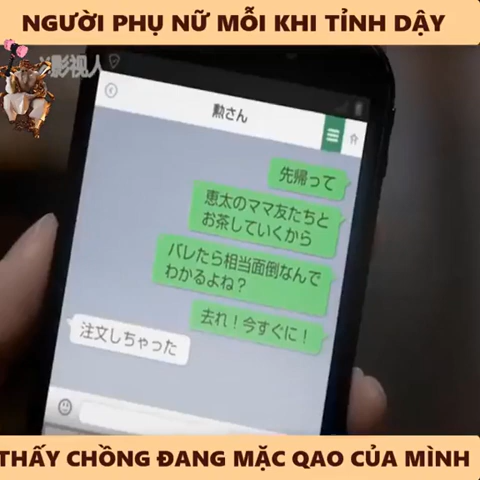 NGƯỜI PHỤ NỮ MỖI KHI TỈNH DẬY
影视人
勲さん
先帰って
恵太のママ友たちと
お茶していくから
バレたら相当面倒なんで
わかるよね？
去れ！今すぐに！
注文しちゃった
THẤY CHỒNG ĐANG MẶC QAO CỦA MÌNH